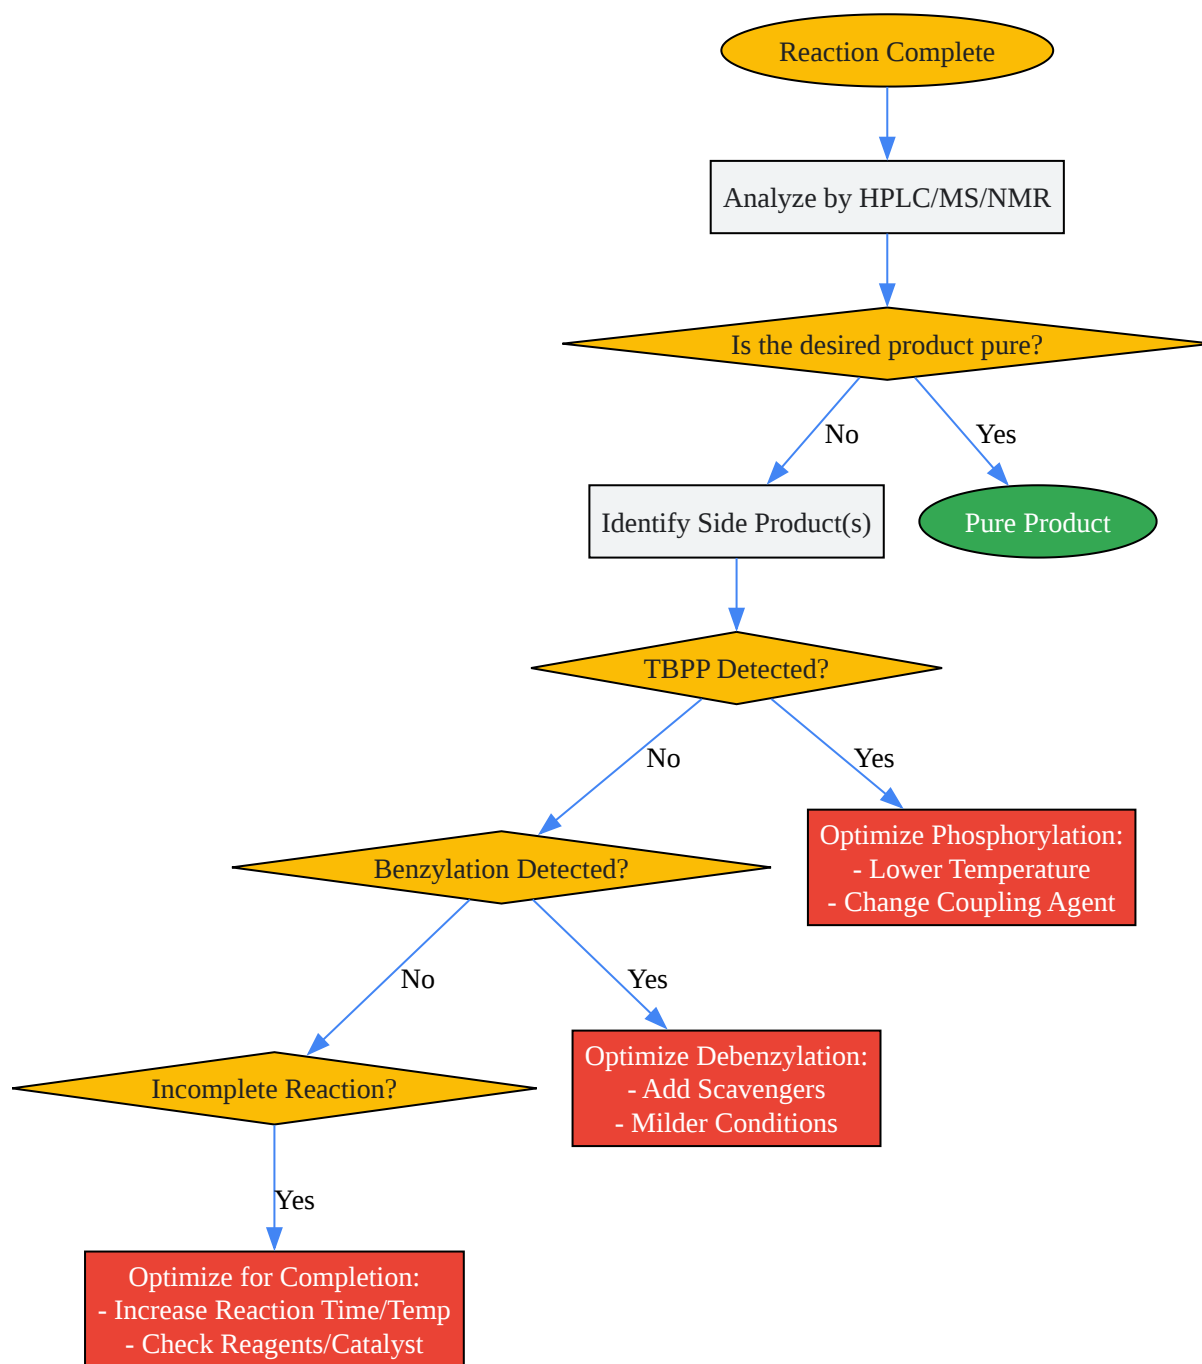 Reaction Complete
Analyze by HPLC/MS/NMR
Is the desired product pure?
No
Yes
Identify Side Product(s)
Pure Product
TBPP Detected?
No
Yes
Optimize Phosphorylation:
- Lower Temperature
- Change Coupling Agent
Benzylation Detected?
No
Yes
Optimize Debenzylation:
- Add Scavengers
- Milder Conditions
Incomplete Reaction?
Yes
Optimize for Completion:
- Increase Reaction Time/Temp
- Check Reagents/Catalyst